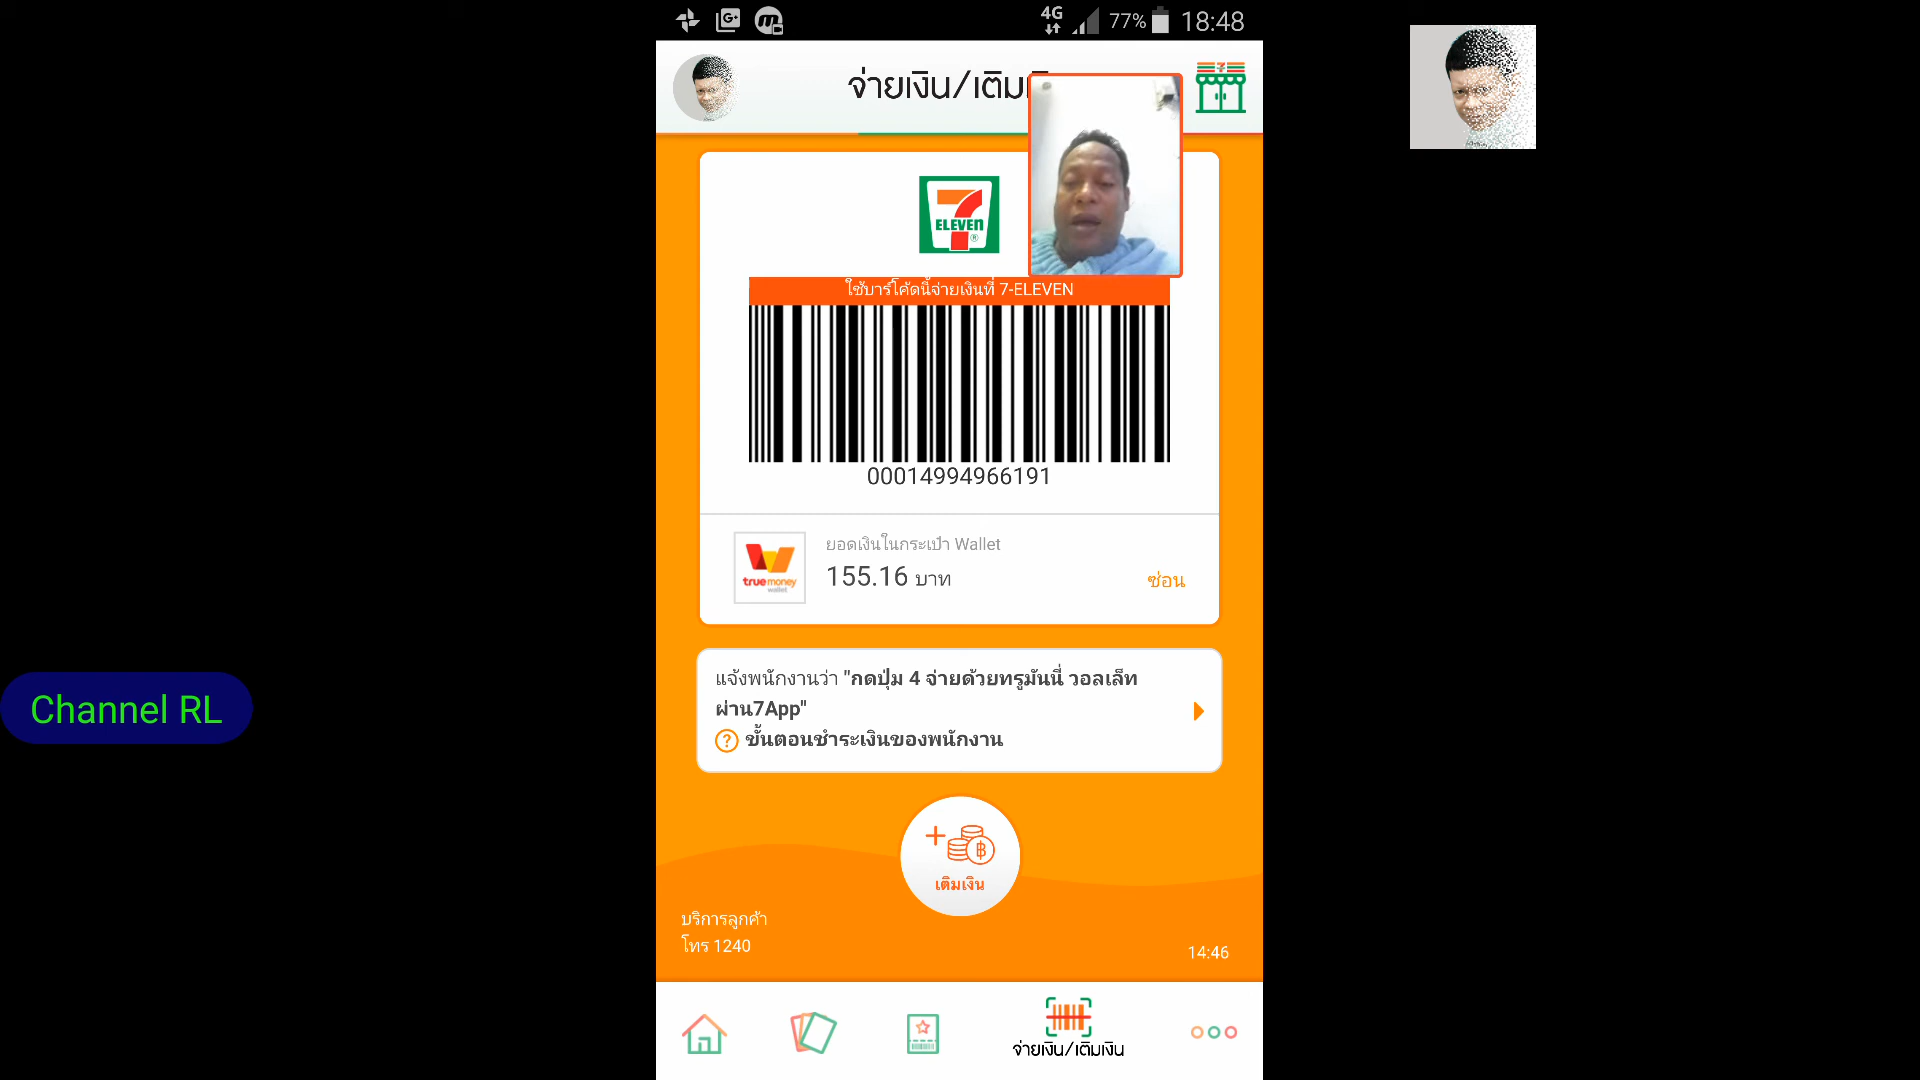 4G 77% 18:48
จ่ายเงิน/เติม
7
ELEVEN
ใช้บาร์โค้ดนี้จ่ายเงินที่ 7-ELEVEN
00014994966191
ยอดเงินในกระเป๋า Wallet
truemoney
wallet
155.16 บาท
ซ่อน
แจ้งพนักงานว่า "กดปุ่ม 4 จ่ายด้วยทรูมันนี่ วอลเล็ท
ผ่าน7App"
? ขั้นตอนชำระเงินของพนักงาน
Channel RL
เติมเงิน
บริการลูกค้า
โทร 1240
14:46
จ่ายเงิน/เติมเงิน